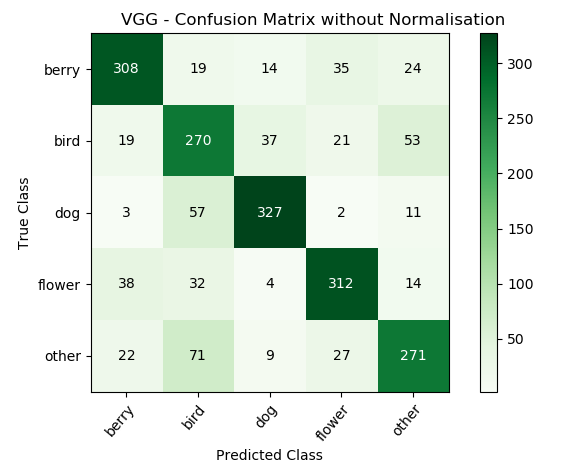 VGG - Confusion Matrix without Normalisation
berry 308 19 14 35 24
bird 19 270 37 21 53
dog 3 57 327 2 11
flower 38 32 4 312 14
other 22 71 9 27 271
berry bird dog flower other
True Class
Predicted Class
300
250
200
150
100
50